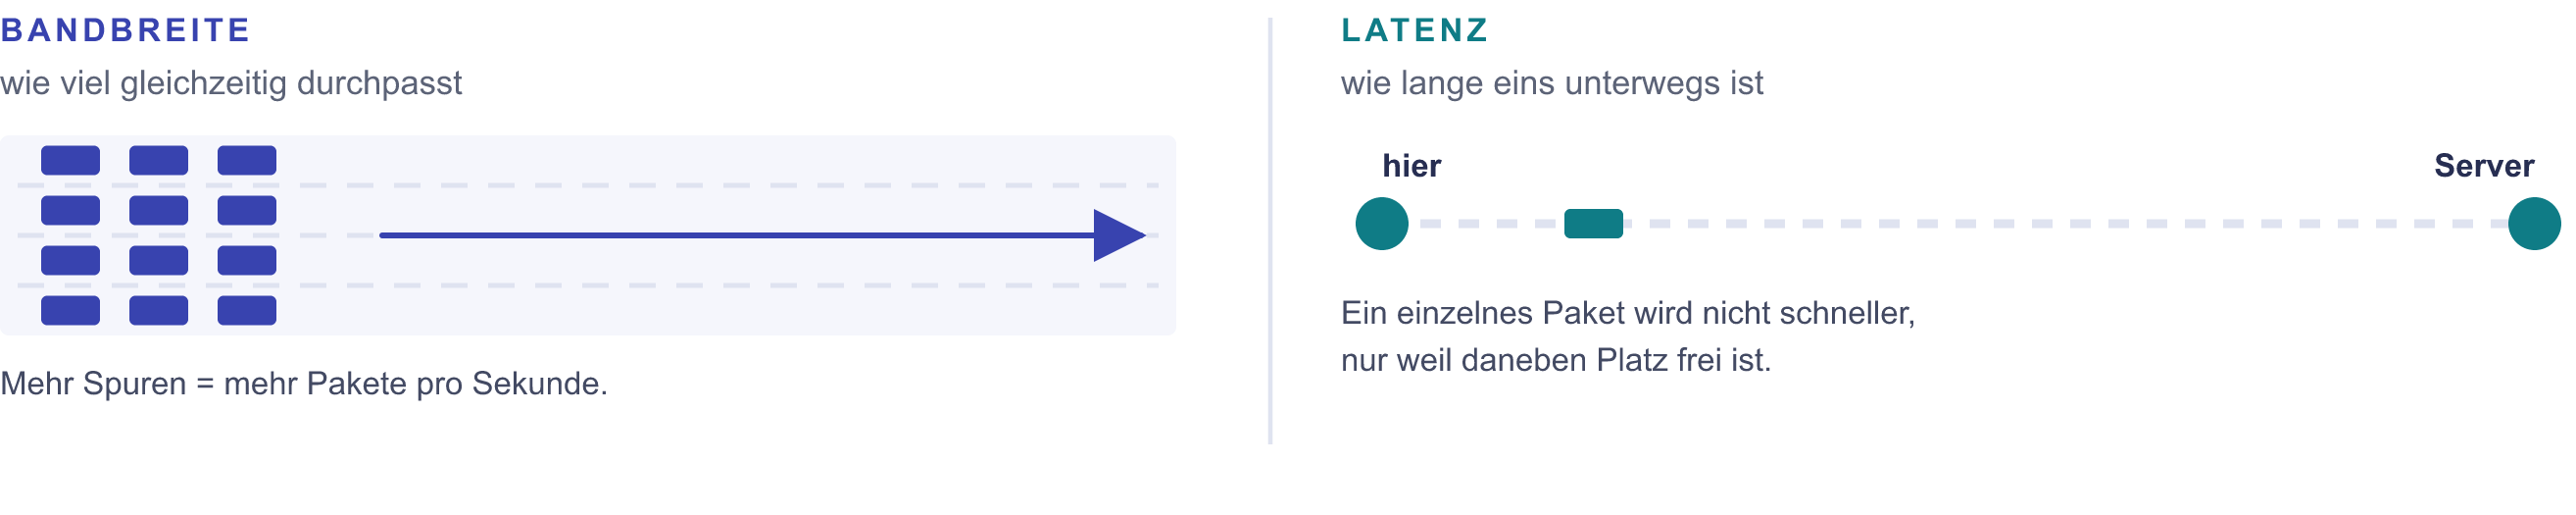 BANDBREITE
wie viel gleichzeitig durchpasst
Mehr Spuren = mehr Pakete pro Sekunde.
LATENZ
wie lange eins unterwegs ist
hier
Server
Ein einzelnes Paket wird nicht schneller,
nur weil daneben Platz frei ist.